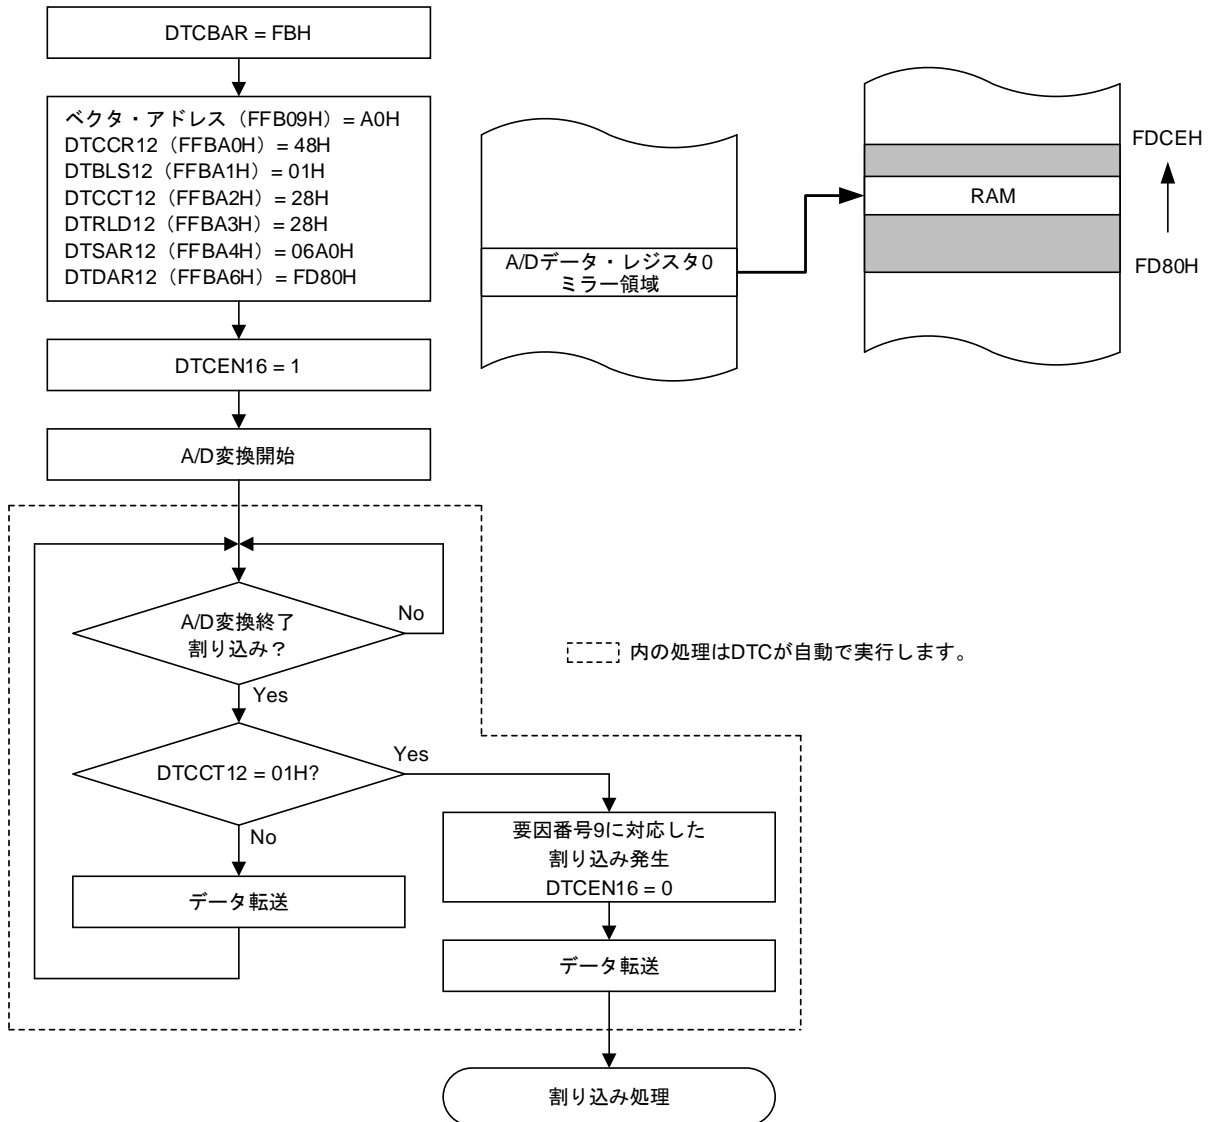 DTCBAR = FBH
ベクタ・アドレス（FFB09H）= A0H
DTCCR12（FFBA0H）= 48H
DTBLS12（FFBA1H）= 01H
DTCCT12（FFBA2H）= 28H
DTRLD12（FFBA3H）= 28H
DTSAR12（FFBA4H）= 06A0H
DTDAR12（FFBA6H）= FD80H
DTCEN16 = 1
A/D変換開始
A/Dデータ・レジスタ0
ミラー領域
RAM
FDCEH
FD80H
A/D変換終了
割り込み？
No
Yes
内の処理はDTCが自動で実行します。
DTCCT12 = 01H?
Yes
No
データ転送
要因番号9に対応した
割り込み発生
DTCEN16 = 0
データ転送
割り込み処理